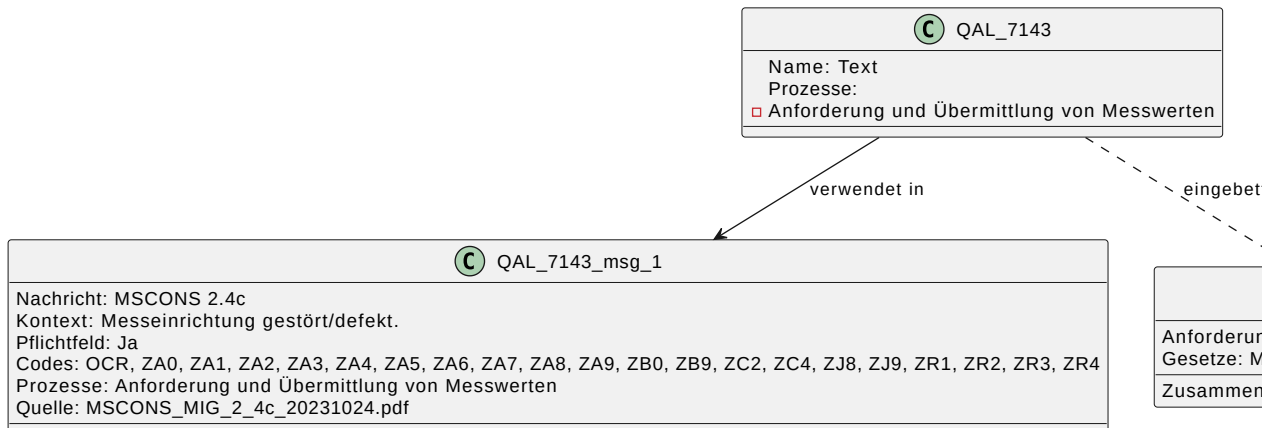 C QAL_7143
Name: Text
Prozesse:
Anforderung und Übermittlung von Messwerten
verwendet in
C QAL_7143_msg_1
Nachricht: MSCONS 2.4c
Kontext: Messeinrichtung gestört/defekt.
Pflichtfeld: Ja
Codes: OCR, ZA0, ZA1, ZA2, ZA3, ZA4, ZA5, ZA6, ZA7, ZA8, ZA9, ZB0, ZB9, ZC2, ZC4, ZJ8, ZJ9, ZR1, ZR2, ZR3, ZR4
Prozesse: Anforderung und Übermittlung von Messwerten
Quelle: MSCONS_MIG_2_4c_20231024.pdf
Gesetze: